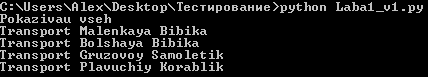 C:\Users\Alex\Desktop\Тестирование>python Laba1_v1.py
Pokazivau vseh
Transport Malenkaya Bibika
Transport Bolshaya Bibika
Transport Gruzovoy Samoletik
Transport Plavuchiy Korablik